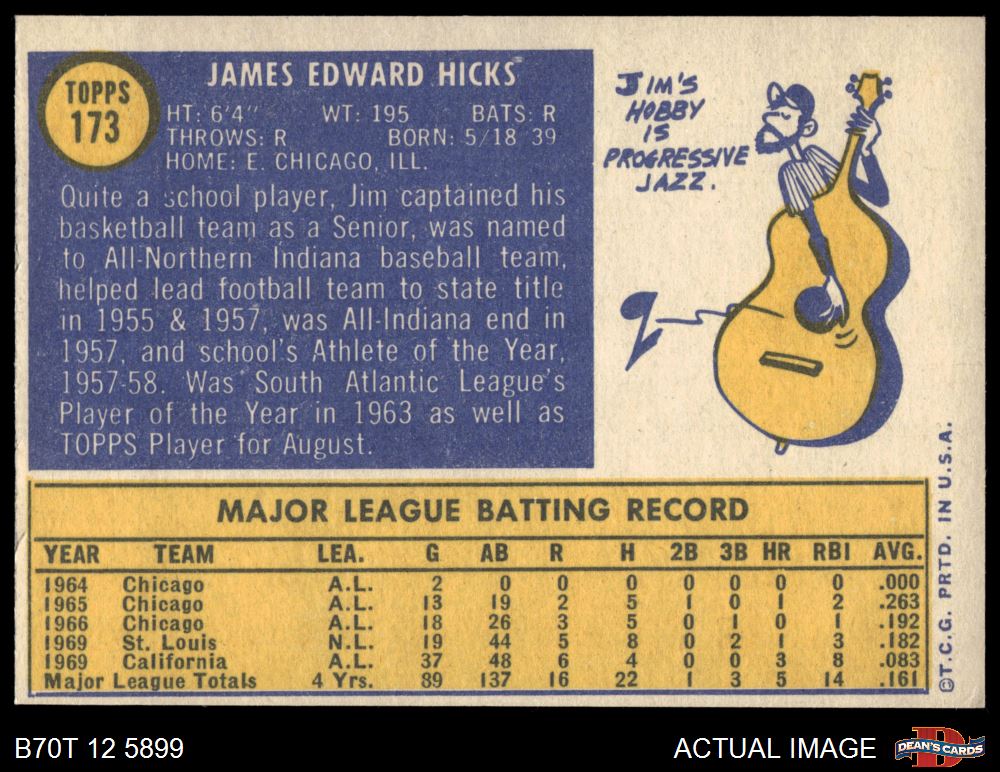 TOPPS
173
JAMES EDWARD HICKS
HT: 6'4" WT: 195 BATS: R
THROWS: R BORN: 5/18 39
HOME: E. CHICAGO, ILL.
Quite a school player, Jim captained his
basketball team as a Senior, was named
to All-Northern Indiana baseball team,
helped lead football team to state title
in 1955 & 1957, was All-Indiana end in
1957, and school's Athlete of the Year,
1957-58. Was South Atlantic League's
Player of the Year in 1963 as well as
TOPPS Player for August.
JIM'S
HOBBY
IS
PROGRESSIVE
JAZZ.
MAJOR LEAGUE BATTING RECORD
YEAR TEAM LEA. G AB R H 2B 3B HR RBI AVG.
1964 Chicago A.L. 2 0 0 0 0 0 0 0 .000
1965 Chicago A.L. 13 19 2 5 1 0 1 2 .263
1966 Chicago A.L. 18 26 3 5 0 1 0 1 .192
1969 St. Louis N.L. 19 44 5 8 0 2 1 3 .182
1969 California A.L. 37 48 6 4 0 0 3 8 .083
Major League Totals 4 Yrs. 89 137 16 22 1 3 5 14 .161
©T.C.G. PRTD. IN U.S.A.
B70T 12 5899
ACTUAL IMAGE
D
DEAN'S CARDS